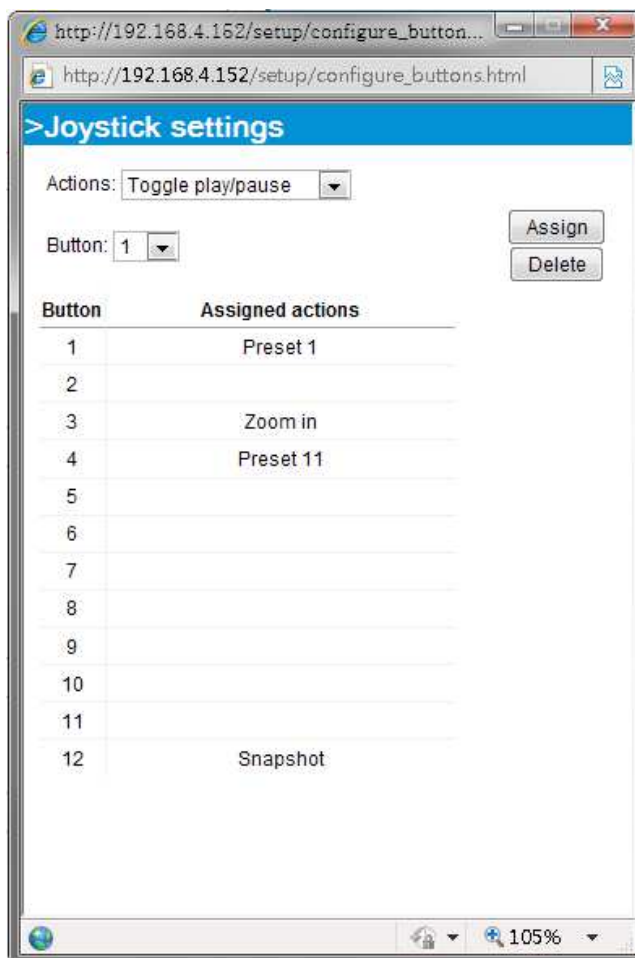 http://192.168.4.152/setup/configure_button...
http://192.168.4.152/setup/configure_buttons.html
>Joystick settings
Actions: Toggle play/pause
Button: 1
Assign
Delete
Button Assigned actions
1 Preset 1
2
3 Zoom in
4 Preset 11
5
6
7
8
9
10
11
12 Snapshot
105%